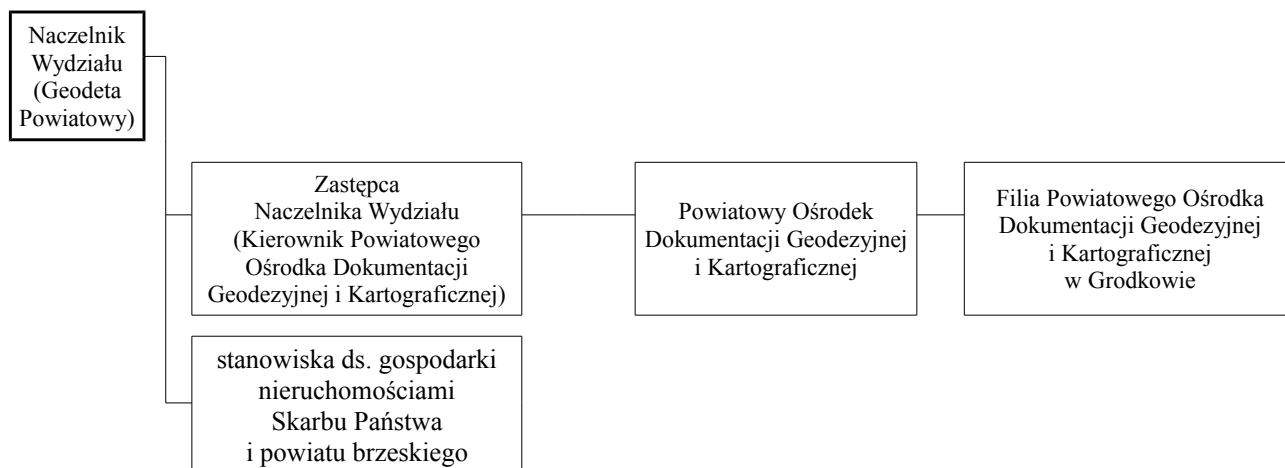 Naczelnik
Wydziału
(Geodeta
Powiatowy)
Zastępca
Naczelnika Wydziału
(Kierownik Powiatowego
Ośrodka Dokumentacji
Geodezyjnej i Kartograficznej)
Powiatowy Ośrodek
Dokumentacji Geodezyjnej
i Kartograficznej
Filia Powiatowego Ośrodka
Dokumentacji Geodezyjnej
i Kartograficznej
w Grodkowie
stanowiska ds. gospodarki
nieruchomościami
Skarbu Państwa
i powiatu brzeskiego